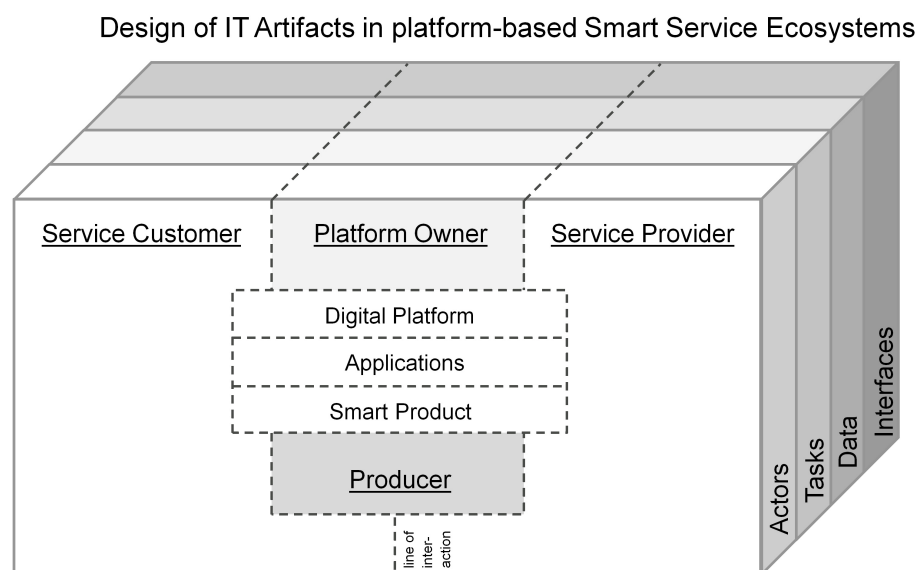 Design of IT Artifacts in platform-based Smart Service Ecosystems
Service Customer
Platform Owner
Service Provider
Digital Platform
Applications
Smart Product
Producer
line of
inter-
action
Actors
Tasks
Data
Interfaces